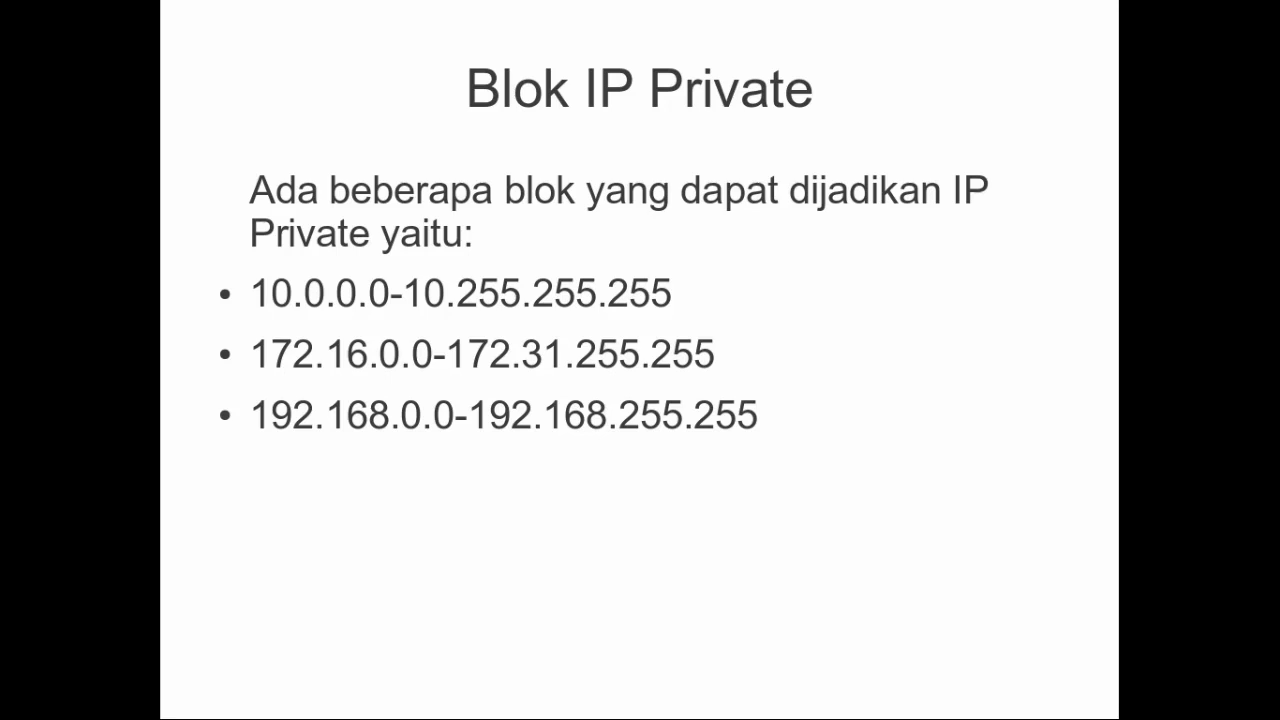 Blok IP Private
Ada beberapa blok yang dapat dijadikan IP
Private yaitu:
• 10.0.0.0-10.255.255.255
• 172.16.0.0-172.31.255.255
• 192.168.0.0-192.168.255.255